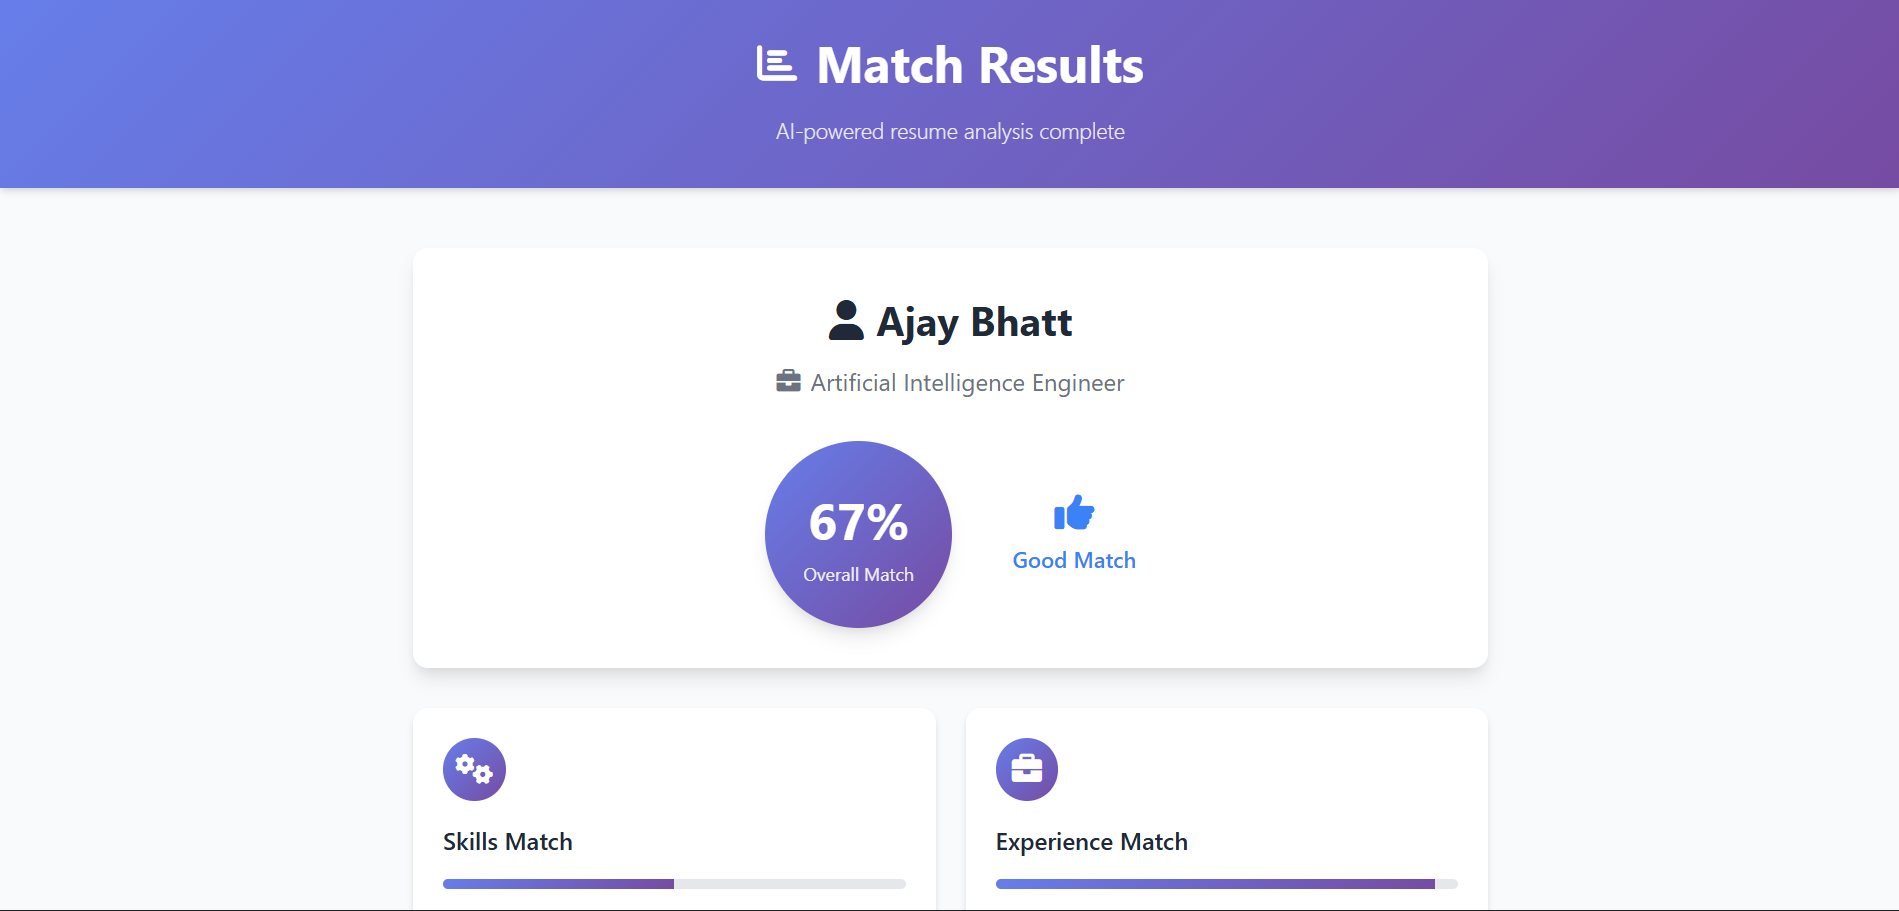 Match Results
AI-powered resume analysis complete
Ajay Bhatt
Artificial Intelligence Engineer
67%
Overall Match
Good Match
Skills Match
Experience Match